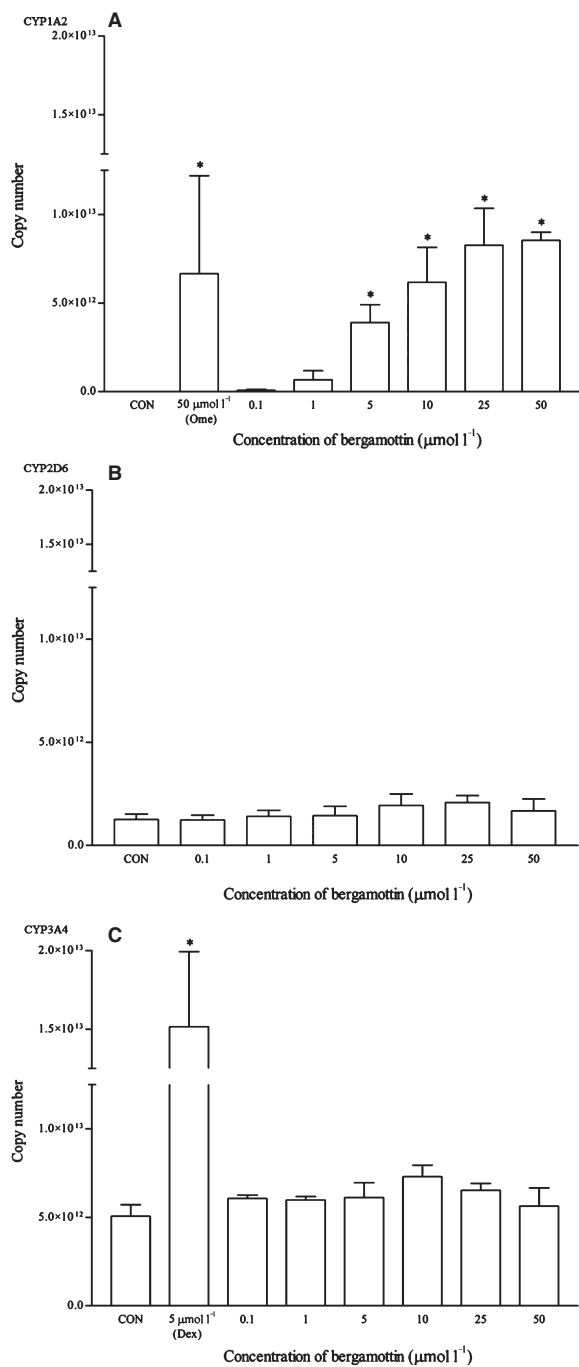 CYP1A2
A
2.0×10¹³
1.5×10¹³
1.0×10¹³
5.0×10¹²
0.0
Copy number
*
*
*
*
*
CON
50 μmol l⁻¹
(Ome)
0.1
1
5
10
25
50
Concentration of bergamottin (μmol l⁻¹)
CYP2D6
B
2.0×10¹³
1.5×10¹³
1.0×10¹³
5.0×10¹²
0.0
Copy number
CON
0.1
1
5
10
25
50
Concentration of bergamottin (μmol l⁻¹)
CYP3A4
C
2.0×10¹³
1.5×10¹³
1.0×10¹³
5.0×10¹²
0.0
Copy number
*
CON
5 μmol l⁻¹
(Dex)
0.1
1
5
10
25
50
Concentration of bergamottin (μmol l⁻¹)